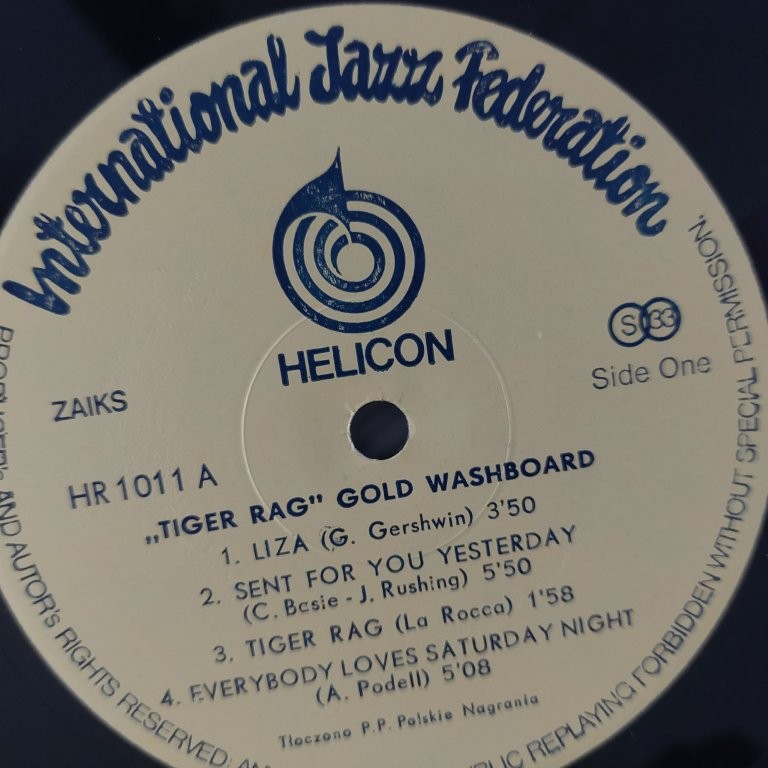 International Jazz Federation
HELICON
S 33
Side One
ZAIKS
HR 1011 A
„TIGER RAG" GOLD WASHBOARD
1. LIZA (G. Gershwin) 3'50
2. SENT FOR YOU YESTERDAY
(C. Basie - J. Rushing) 5'50
3. TIGER RAG (La Rocca) 1'58
4. EVERYBODY LOVES SATURDAY NIGHT
(A. Podell) 5'08
Tłoczono P.P. Polskie Nagrania
AND AUTOR's RIGHTS RESERVED:
REPLAYING FORBIDDEN WITHOUT SPECIAL PERMISSION.